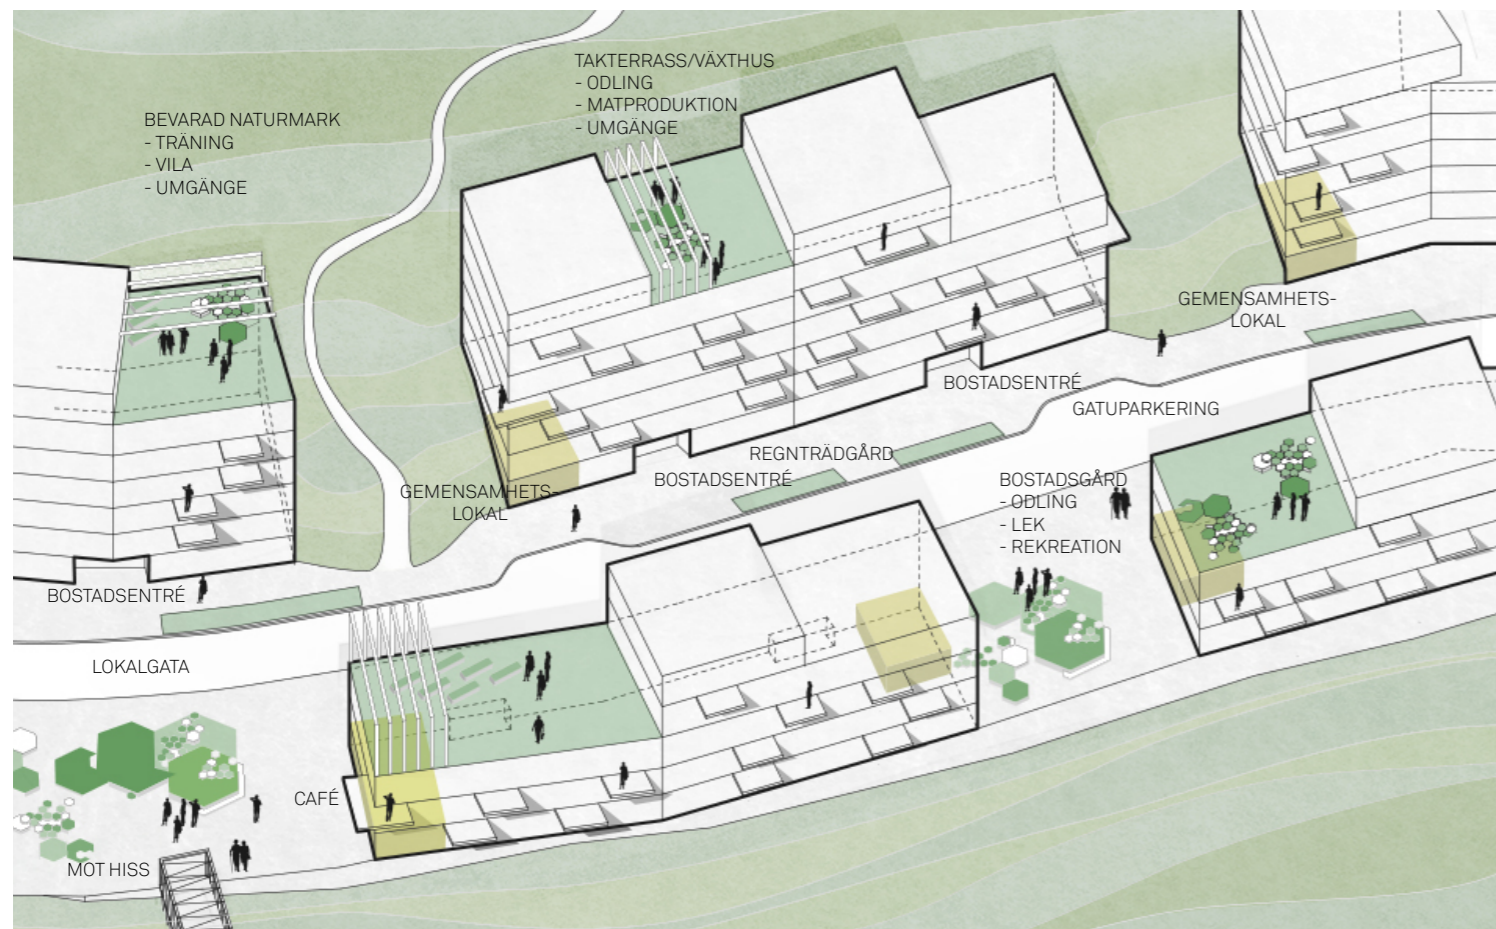 TAKTERRASS/VÄXTHUS
- ODLING
- MATPRODUKTION
- UMGÄNGE
BEVARAD NATURMARK
- TRÄNING
- VILA
- UMGÄNGE
GEMENSAMHETS-
LOKAL
BOSTADSENTRÉ
GATUPARKERING
REGNTRÄDGÅRD
BOSTADSENTRÉ
GEMENSAMHETS-
LOKAL
BOSTADSGÅRD
- ODLING
- LEK
- REKREATION
BOSTADSENTRÉ
LOKALGATA
CAFÉ
MOT HISS